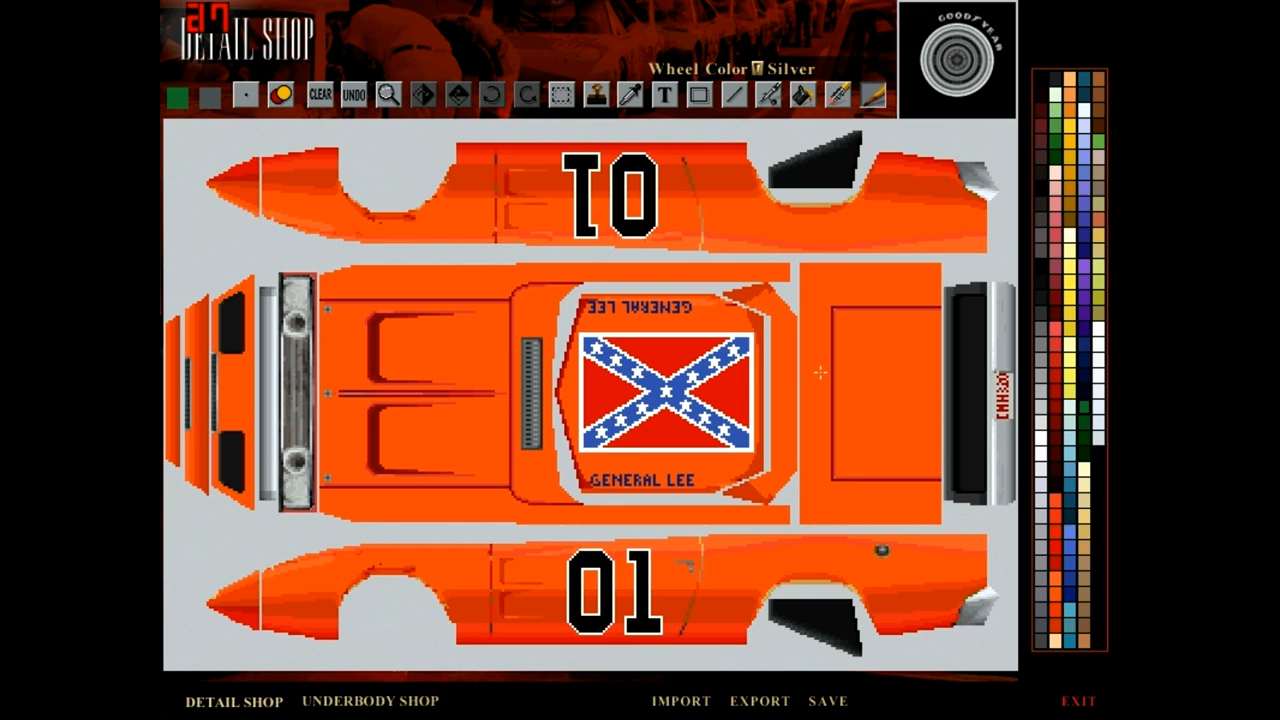 DETAIL SHOP
GOODYEAR
Wheel Color Silver
CLEAR UNDO T
01
GENERAL LEE
GENERAL LEE
CNH320
01
DETAIL SHOP UNDERBODY SHOP IMPORT EXPORT SAVE EXIT